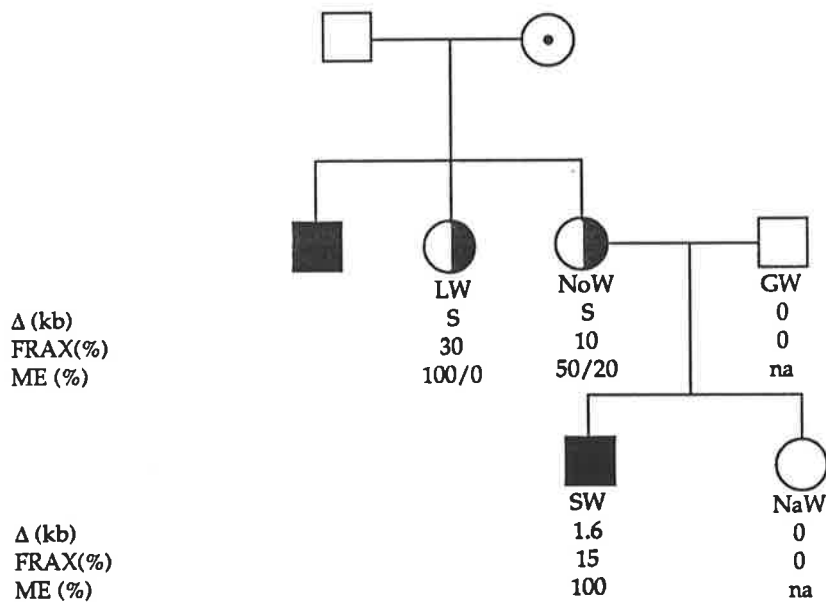 LW NoW GW
Δ (kb) S S 0
FRAX(%) 30 10 0
ME (%) 100/0 50/20 na
SW NaW
Δ (kb) 1.6 0
FRAX(%) 15 0
ME (%) 100 na